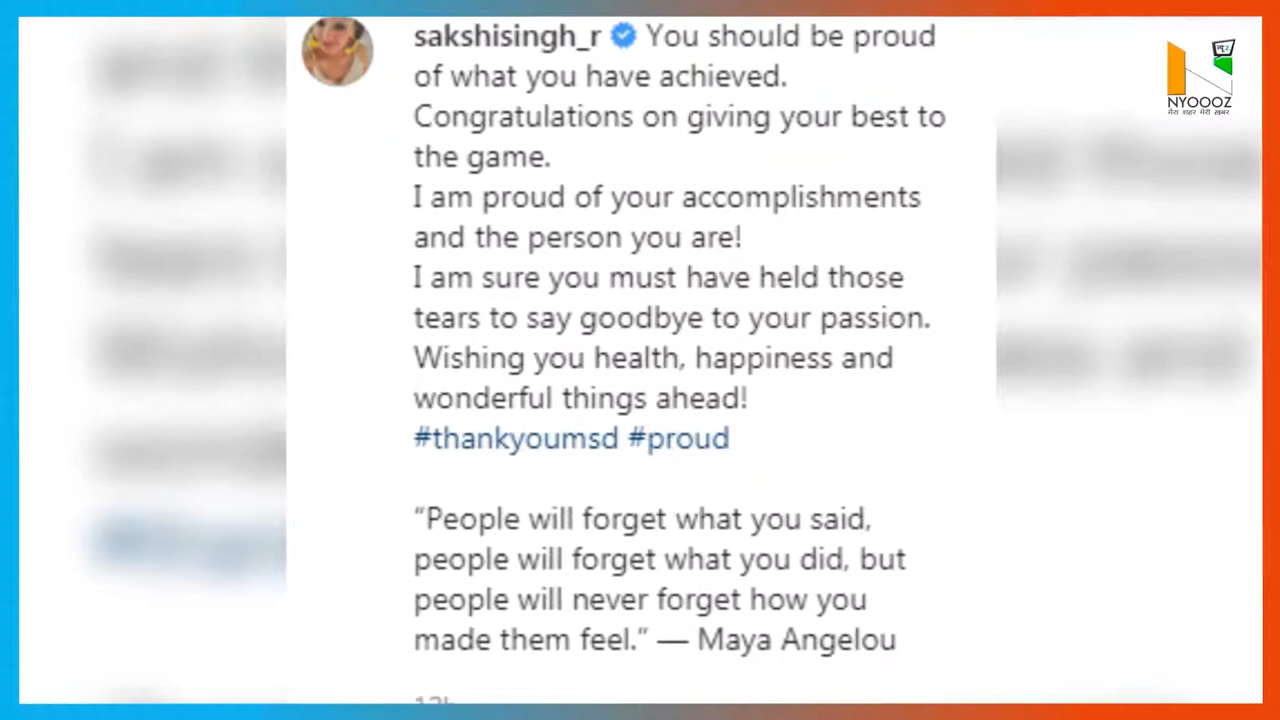 sakshisingh_r You should be proud
of what you have achieved.
Congratulations on giving your best to
the game.
I am proud of your accomplishments
and the person you are!
I am sure you must have held those
tears to say goodbye to your passion.
Wishing you health, happiness and
wonderful things ahead!
#thankyoumsd #proud
“People will forget what you said,
people will forget what you did, but
people will never forget how you
made them feel.” — Maya Angelou
NYOOOZ
मेरा शहर मेरी ख़बर